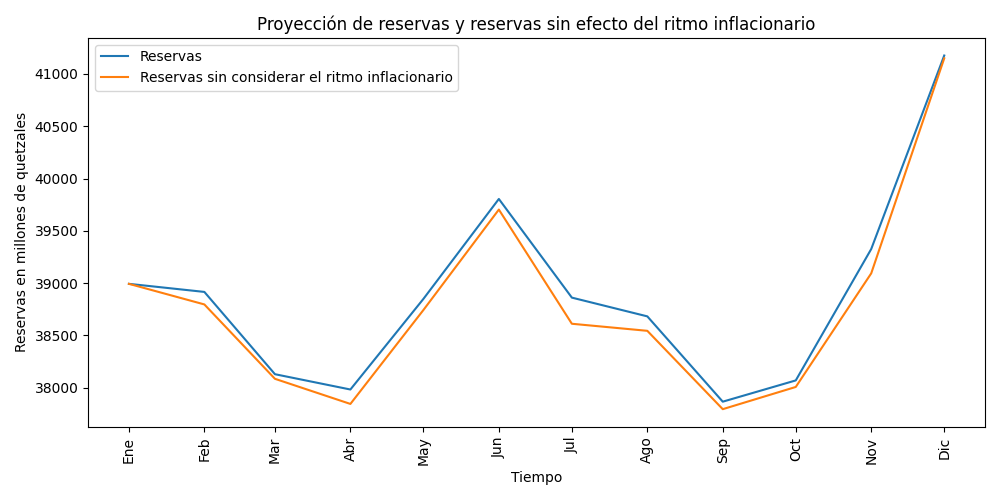 Proyección de reservas y reservas sin efecto del ritmo inflacionario
Reservas
Reservas sin considerar el ritmo inflacionario
Reservas en millones de quetzales
41000
40500
40000
39500
39000
38500
38000
Ene
Feb
Mar
Abr
May
Jun
Jul
Ago
Sep
Oct
Nov
Dic
Tiempo